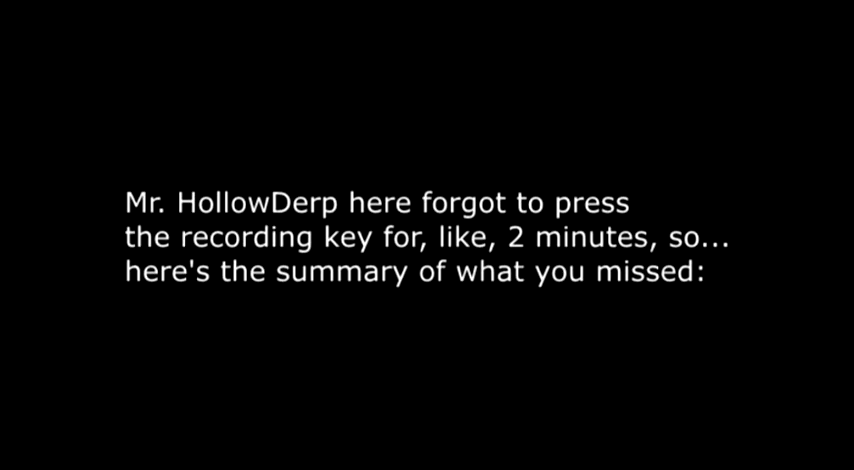 Mr. HollowDerp here forgot to press
the recording key for, like, 2 minutes, so...
here's the summary of what you missed: